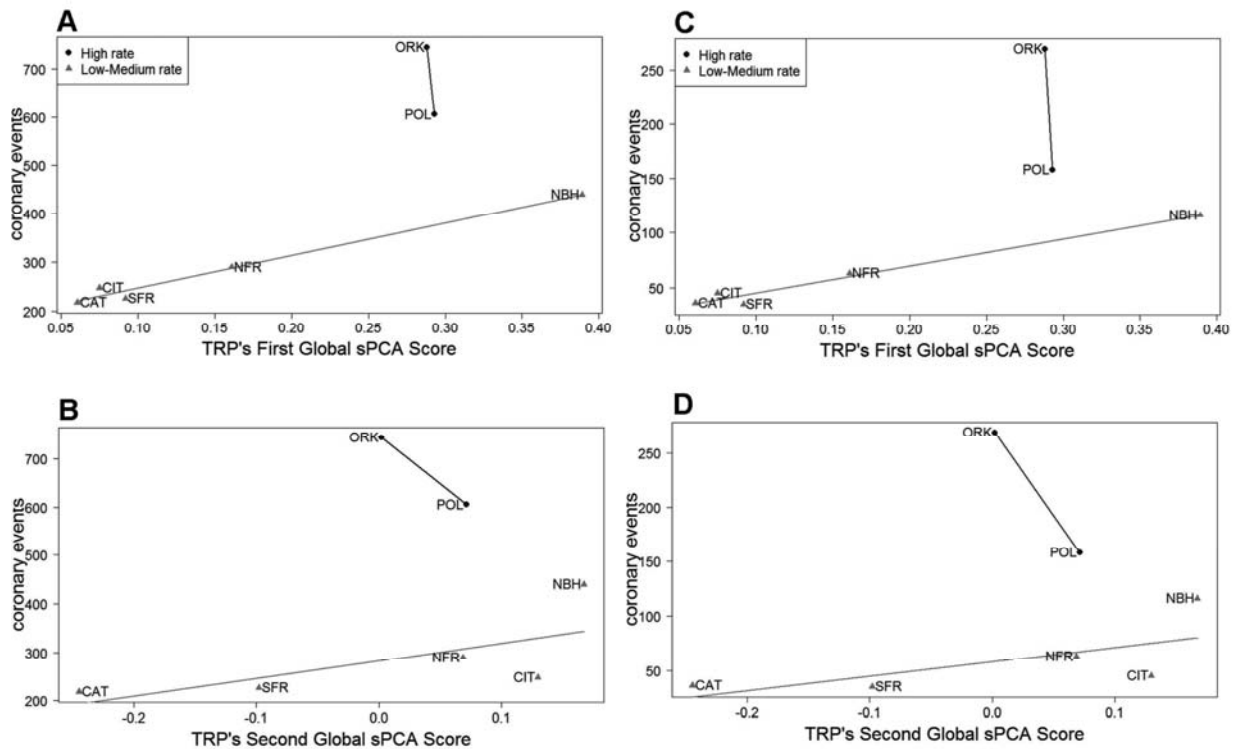 A
High rate
Low-Medium rate
coronary events
700
600
500
400
300
200
ORK
POL
NBH
NFR
CIT
CAT
SFR
0.05 0.10 0.15 0.20 0.25 0.30 0.35 0.40
TRP's First Global sPCA Score
C
High rate
Low-Medium rate
coronary events
250
200
150
100
50
ORK
POL
NBH
NFR
CIT
CAT
SFR
0.05 0.10 0.15 0.20 0.25 0.30 0.35 0.40
TRP's First Global sPCA Score
B
coronary events
700
600
500
400
300
200
ORK
POL
NBH
NFR
CIT
SFR
CAT
-0.2 -0.1 0.0 0.1
TRP's Second Global sPCA Score
D
coronary events
250
200
150
100
50
ORK
POL
NBH
NFR
CIT
SFR
CAT
-0.2 -0.1 0.0 0.1
TRP's Second Global sPCA Score